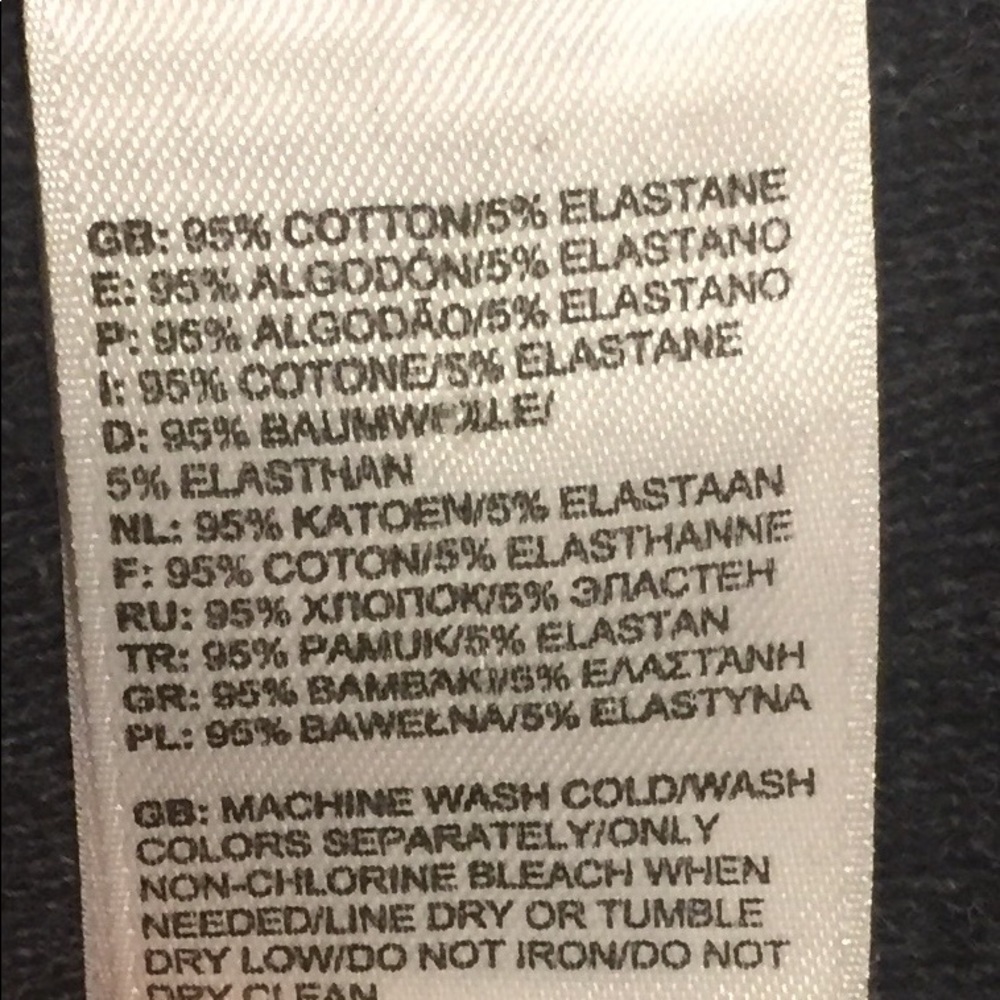 GB: 95% COTTON/5% ELASTANE
E: 95% ALGODÓN/5% ELASTANO
P: 95% ALGODÃO/5% ELASTANO
I: 95% COTONE/5% ELASTANE
D: 95% BAUMWOLLE/
5% ELASTHAN
NL: 95% KATOEN/5% ELASTAAN
F: 95% COTON/5% ELASTHANNE
RU: 95% ХЛОПОК/5% ЭЛАСТЕН
TR: 95% PAMUK/5% ELASTAN
GR: 95% ΒΑΜΒΑΚΙ/5% ΕΛΑΣΤΑΝΗ
PL: 95% BAWEŁNA/5% ELASTYNA
GB: MACHINE WASH COLD/WASH
COLORS SEPARATELY/ONLY
NON-CHLORINE BLEACH WHEN
NEEDED/LINE DRY OR TUMBLE
DRY LOW/DO NOT IRON/DO NOT
DRY CLEAN